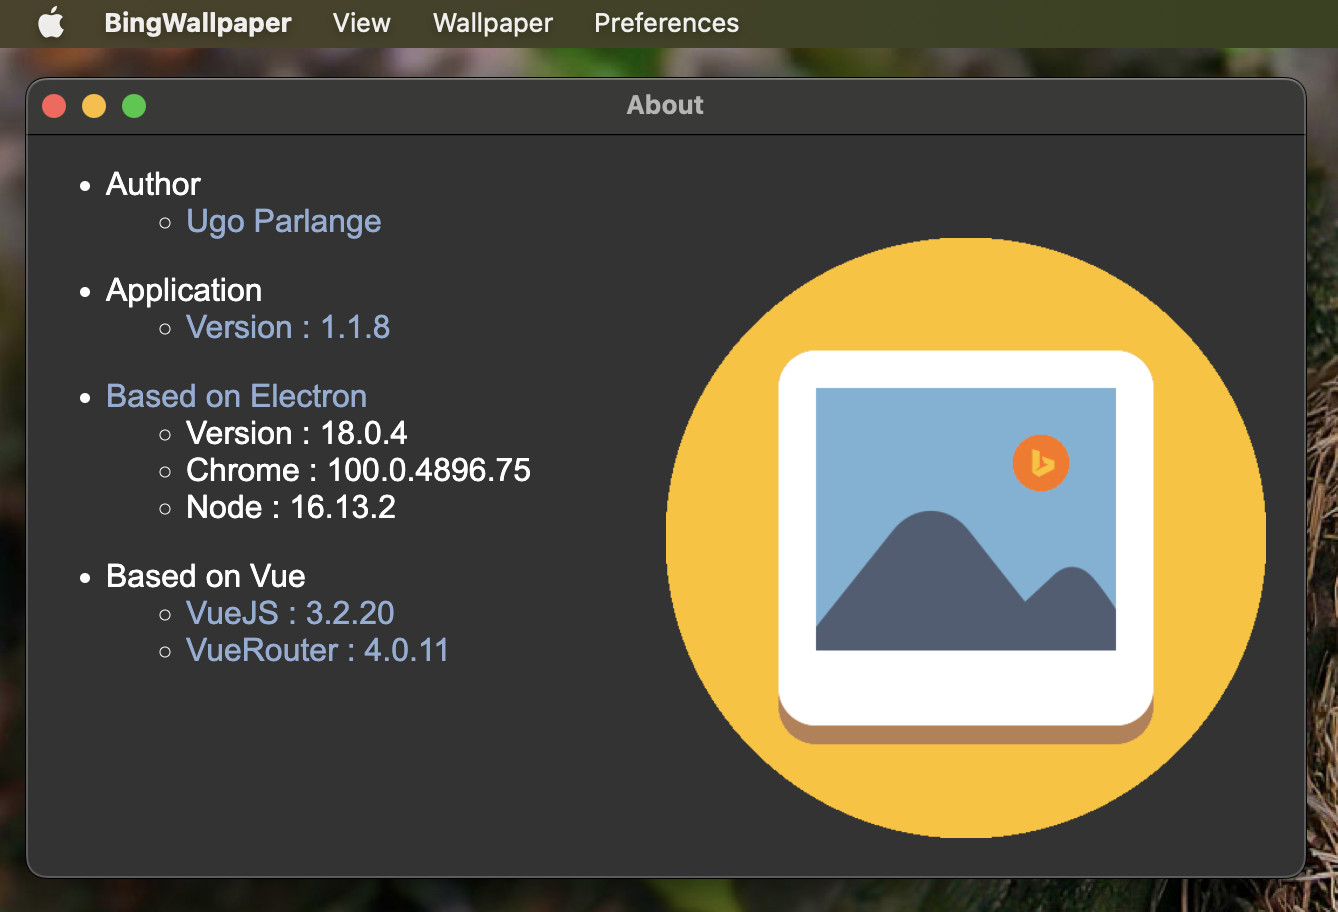 BingWallpaper View Wallpaper Preferences
About
Author
Ugo Parlange
Application
Version : 1.1.8
Based on Electron
Version : 18.0.4
Chrome : 100.0.4896.75
Node : 16.13.2
Based on Vue
VueJS : 3.2.20
VueRouter : 4.0.11